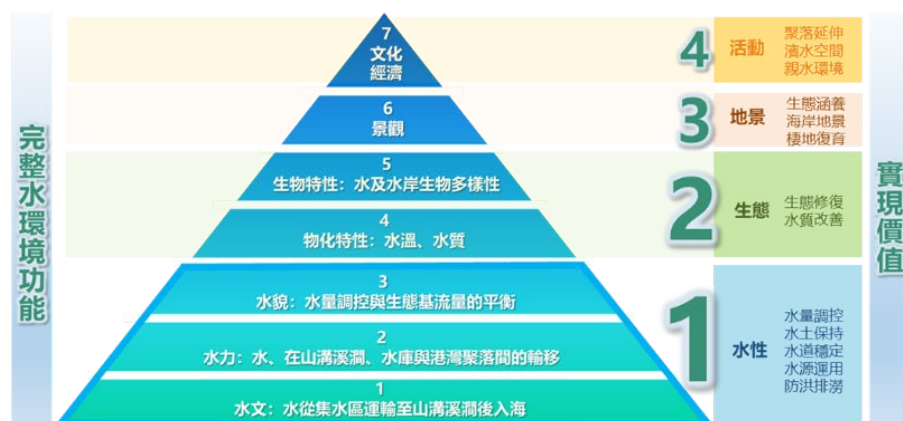 完整水環境功能
7
文化
經濟
6
景觀
5
生物特性：水及水岸生物多樣性
4
物化特性：水溫、水質
3
水貌：水量調控與生態基流量的平衡
2
水力：水、在山溝溪澗、水庫與港灣聚落間的輸移
1
水文：水從集水區運輸至山溝溪澗後入海
4
活動
聚落延伸
濱水空間
親水環境
3
地景
生態涵養
海岸地景
棲地復育
2
生態
生態修復
水質改善
1
水性
水量調控
水土保持
水道穩定
水源運用
防洪排澇
實現價值